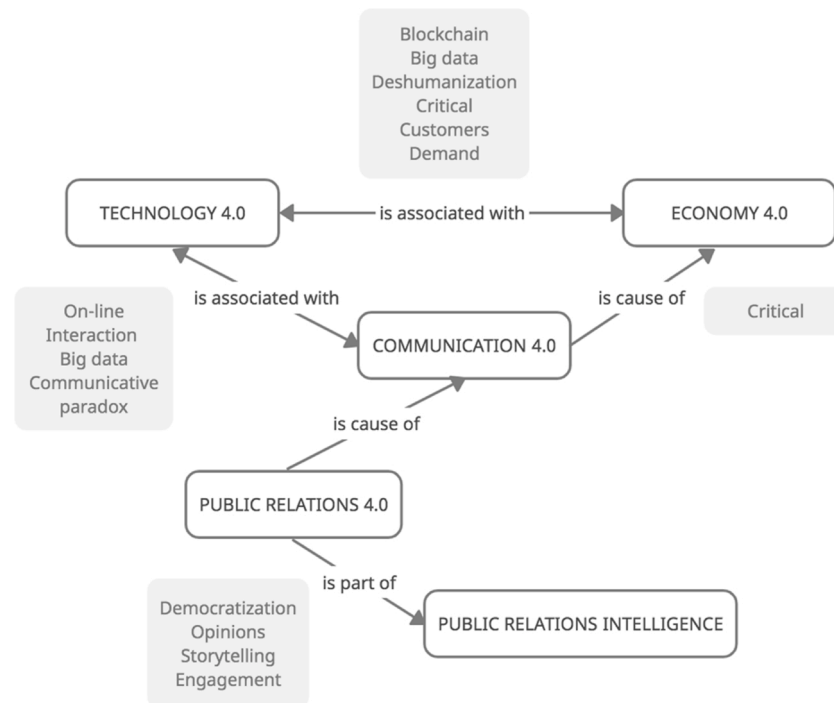 Blockchain
Big data
Deshumanization
Critical
Customers
Demand
TECHNOLOGY 4.0
is associated with
ECONOMY 4.0
On-line
Interaction
Big data
Communicative
paradox
is associated with
is cause of
Critical
COMMUNICATION 4.0
is cause of
PUBLIC RELATIONS 4.0
is part of
Democratization
Opinions
Storytelling
Engagement
PUBLIC RELATIONS INTELLIGENCE